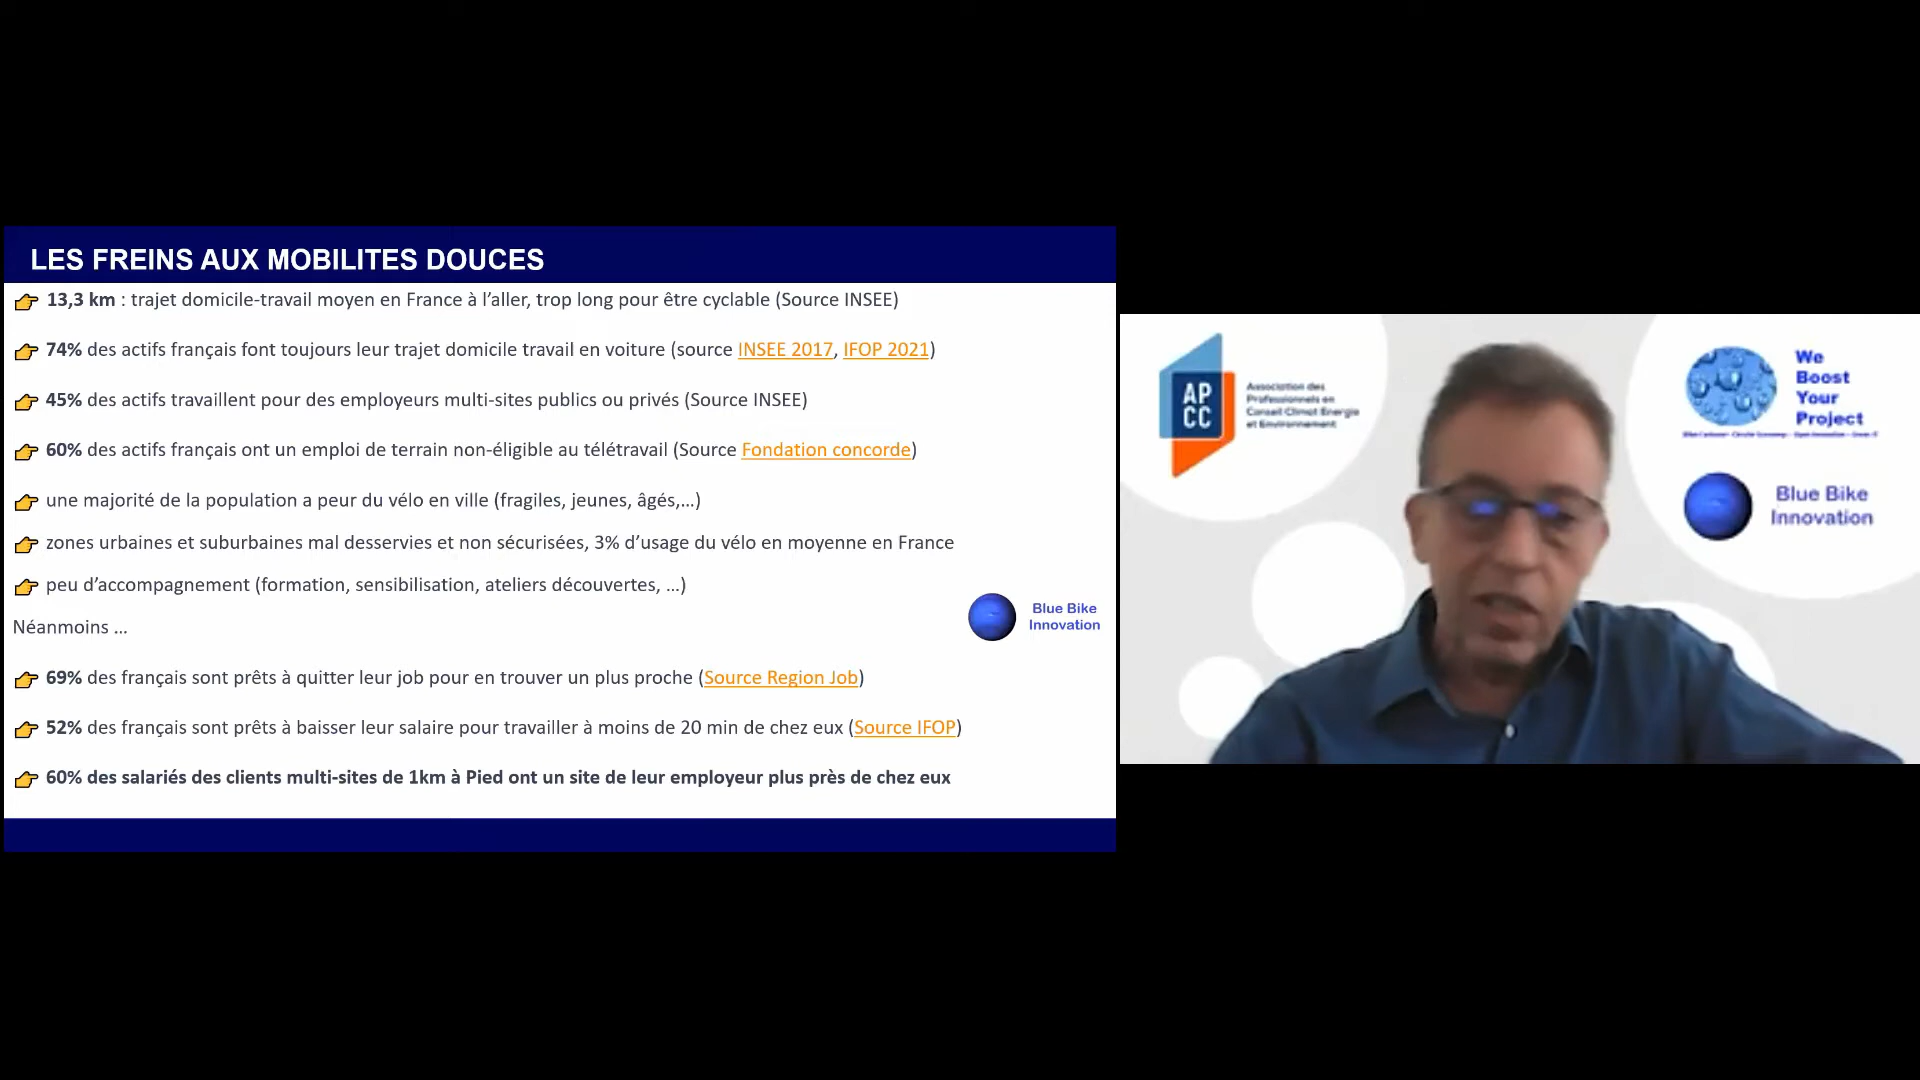 LES FREINS AUX MOBILITES DOUCES
13,3 km : trajet domicile-travail moyen en France à l’aller, trop long pour être cyclable (Source INSEE)
74% des actifs français font toujours leur trajet domicile travail en voiture (source INSEE 2017, IFOP 2021)
45% des actifs travaillent pour des employeurs multi-sites publics ou privés (Source INSEE)
60% des actifs français ont un emploi de terrain non-éligible au télétravail (Source Fondation concorde)
une majorité de la population a peur du vélo en ville (fragiles, jeunes, âgés,...)
zones urbaines et suburbaines mal desservies et non sécurisées, 3% d’usage du vélo en moyenne en France
peu d’accompagnement (formation, sensibilisation, ateliers découvertes, ...)
Néanmoins ...
69% des français sont prêts à quitter leur job pour en trouver un plus proche (Source Region Job)
52% des français sont prêts à baisser leur salaire pour travailler à moins de 20 min de chez eux (Source IFOP)
60% des salariés des clients multi-sites de 1km à Pied ont un site de leur employeur plus près de chez eux
Blue Bike
Innovation
AP
CC
Association des
Professionnels en
Conseil Climat Energie
et Environnement
We
Boost
Your
Project
Blue Bike
Innovation